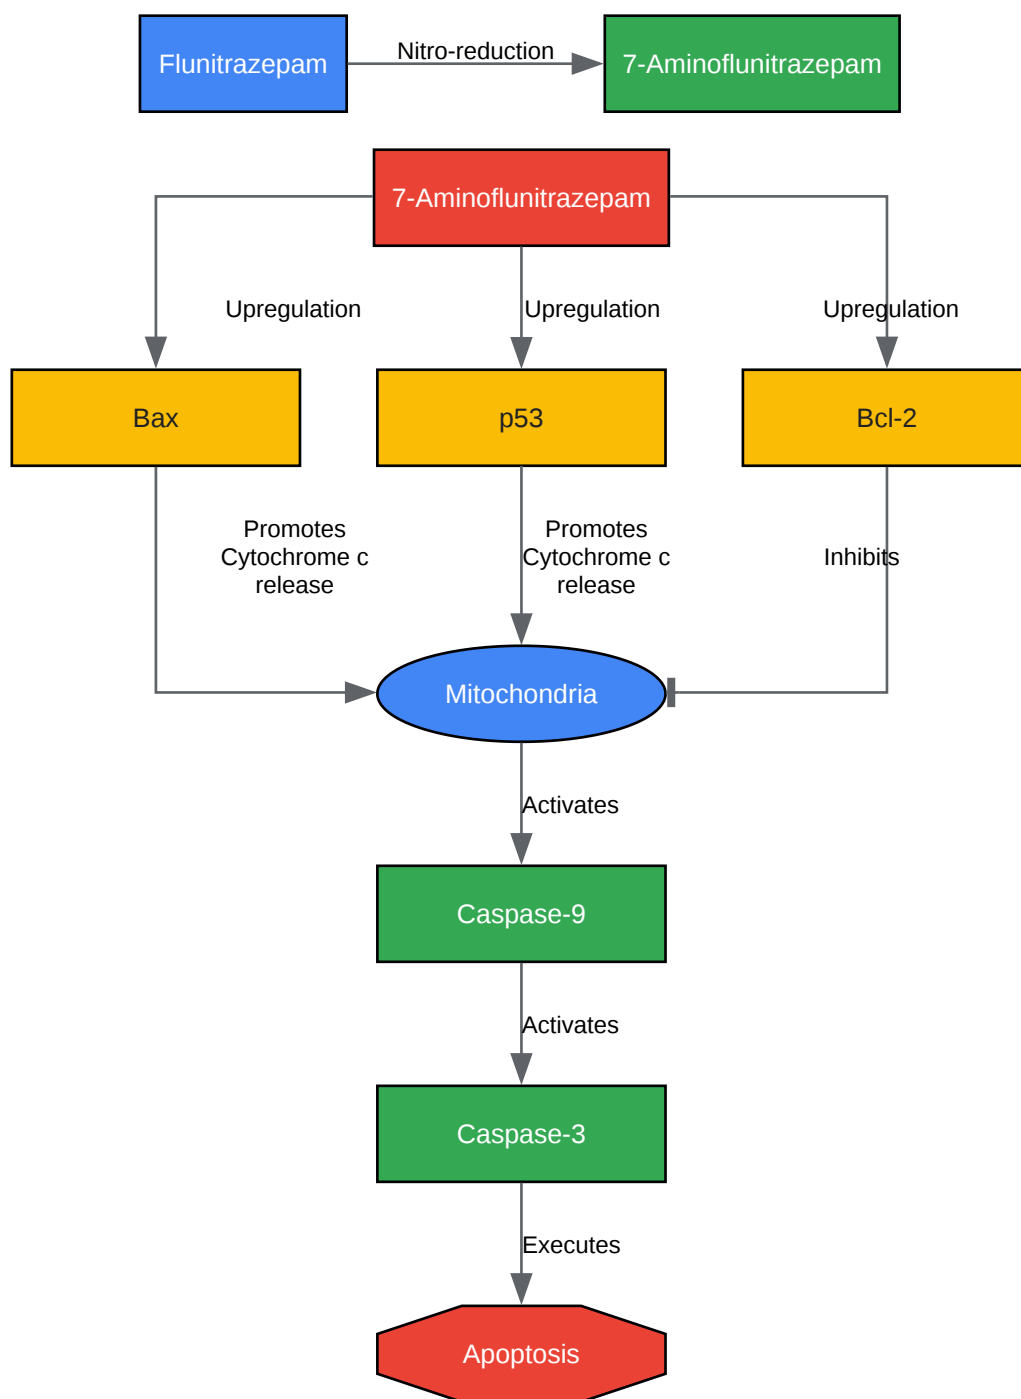 Flunitrazepam
Nitro-reduction
7-Aminoflunitrazepam
7-Aminoflunitrazepam
Upregulation
Upregulation
Upregulation
Bax
p53
Bcl-2
Promotes
Cytochrome c
release
Promotes
Cytochrome c
release
Inhibits
Mitochondria
Activates
Caspase-9
Activates
Caspase-3
Executes
Apoptosis